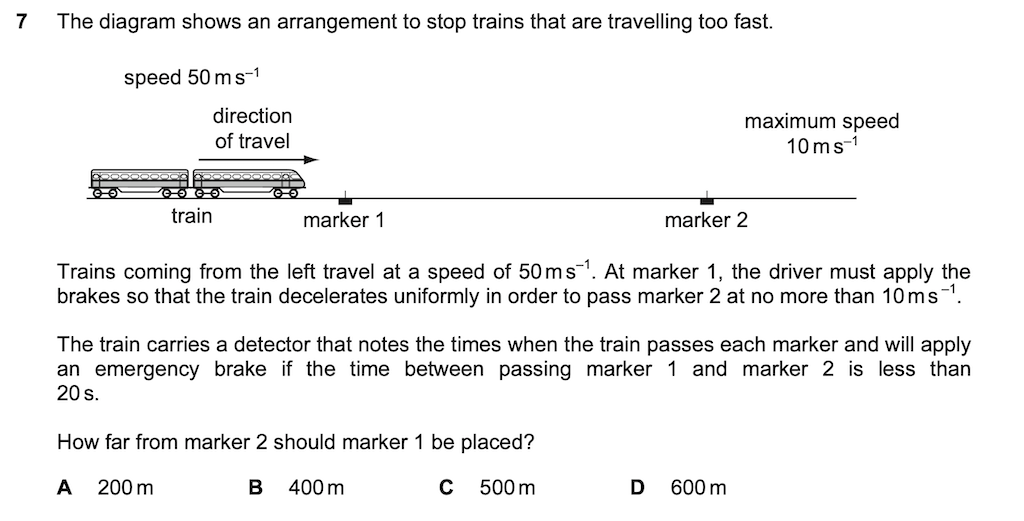 7 The diagram shows an arrangement to stop trains that are travelling too fast.
speed 50 m s⁻¹
direction
of travel
maximum speed
10 m s⁻¹
train
marker 1
marker 2
Trains coming from the left travel at a speed of 50 m s⁻¹. At marker 1, the driver must apply the
brakes so that the train decelerates uniformly in order to pass marker 2 at no more than 10 m s⁻¹.
The train carries a detector that notes the times when the train passes each marker and will apply
an emergency brake if the time between passing marker 1 and marker 2 is less than
20 s.
How far from marker 2 should marker 1 be placed?
A 200 m B 400 m C 500 m D 600 m